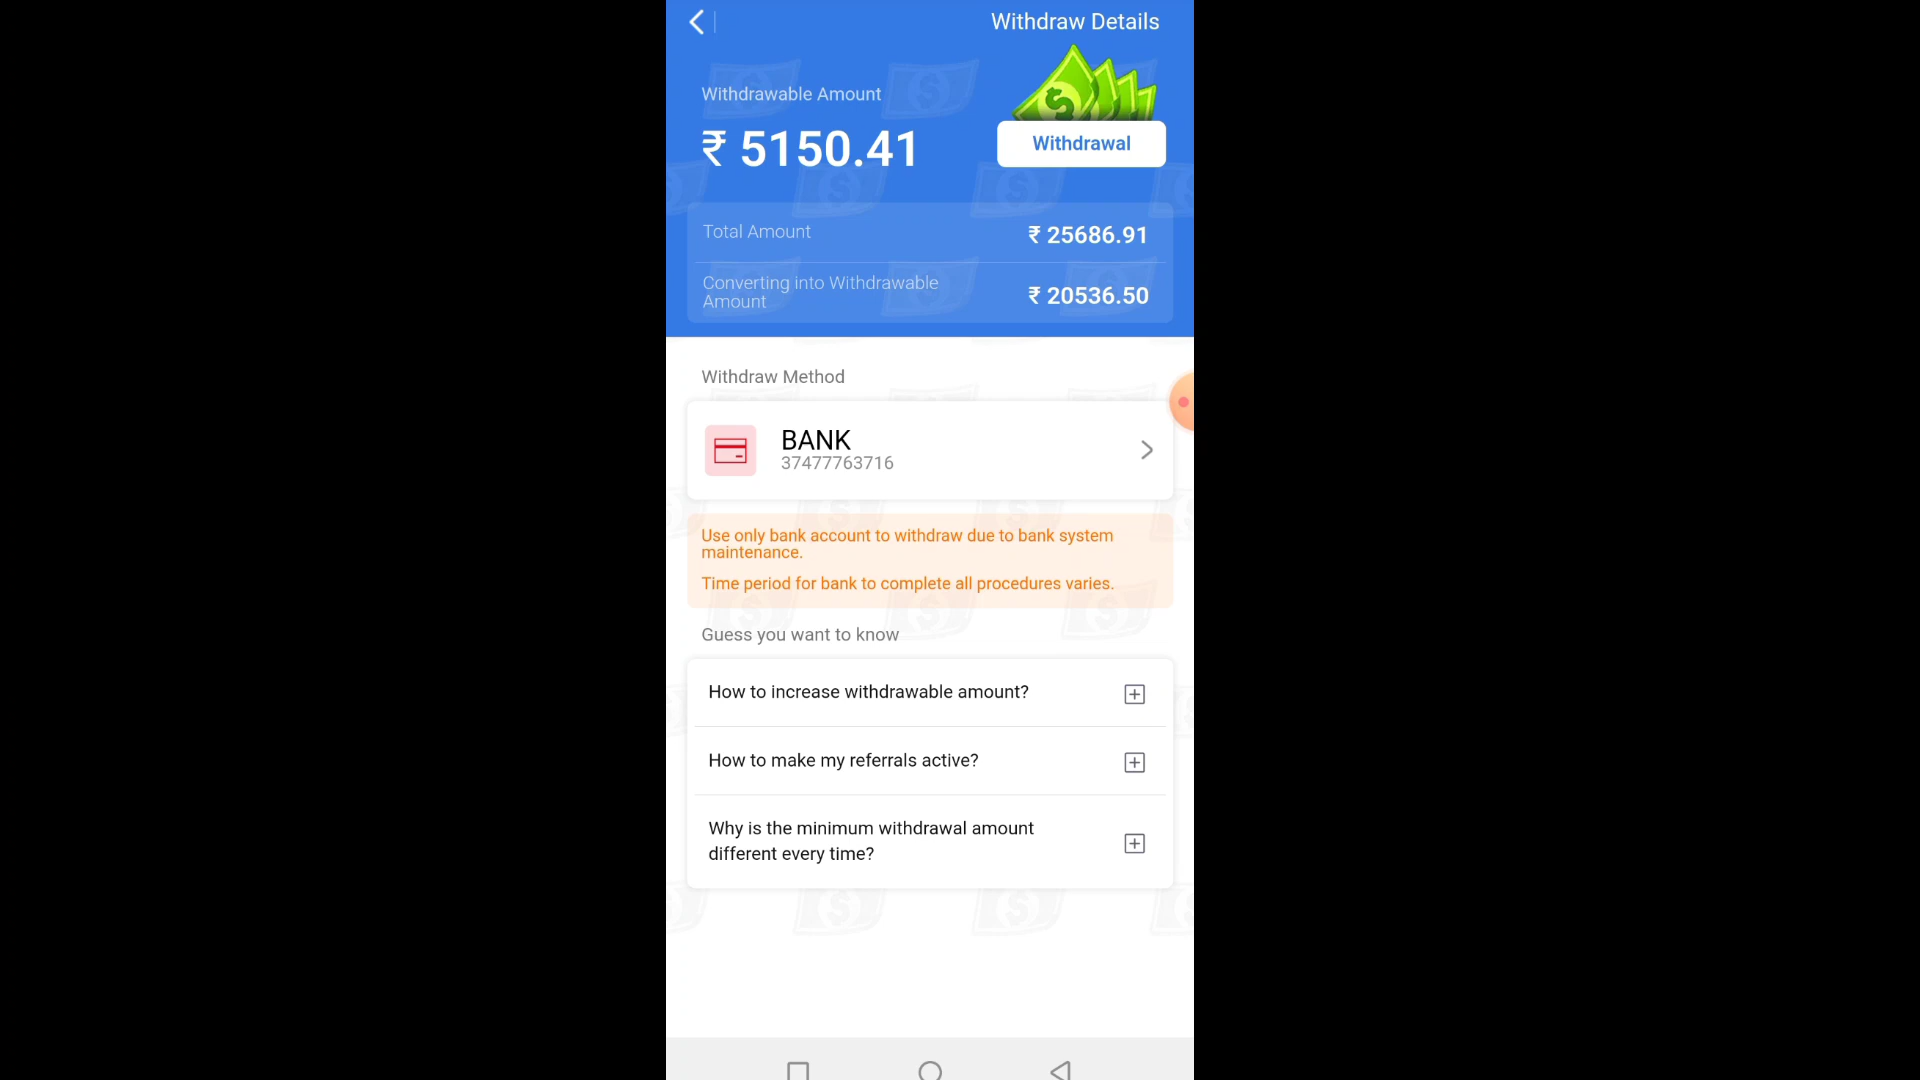 Withdraw Details
Withdrawable Amount
₹ 5150.41
Withdrawal
Total Amount
₹ 25686.91
Converting into Withdrawable
Amount
₹ 20536.50
Withdraw Method
BANK
37477763716
Use only bank account to withdraw due to bank system
maintenance.
Time period for bank to complete all procedures varies.
Guess you want to know
How to increase withdrawable amount?
How to make my referrals active?
Why is the minimum withdrawal amount
different every time?